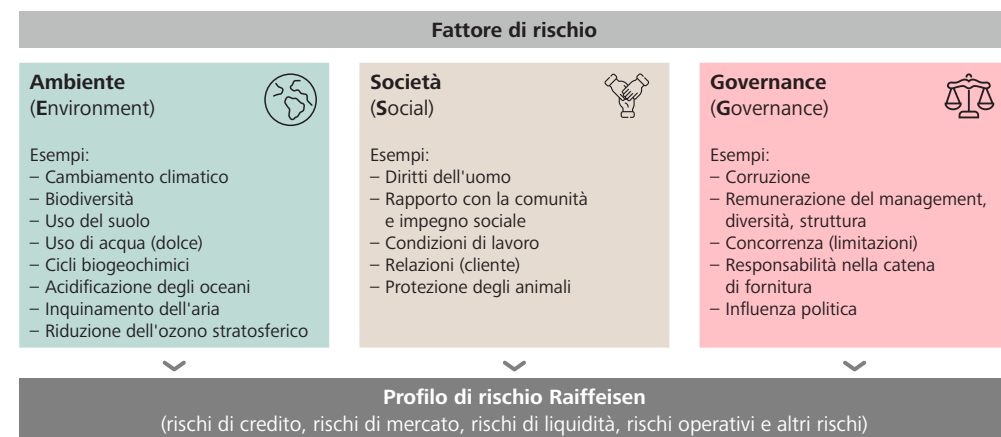 Fattore di rischio
Ambiente
(Environment)
Esempi:
– Cambiamento climatico
– Biodiversità
– Uso del suolo
– Uso di acqua (dolce)
– Cicli biogeochimici
– Acidificazione degli oceani
– Inquinamento dell'aria
– Riduzione dell'ozono stratosferico
Società
(Social)
Esempi:
– Diritti dell'uomo
– Rapporto con la comunità
e impegno sociale
– Condizioni di lavoro
– Relazioni (cliente)
– Protezione degli animali
Governance
(Governance)
Esempi:
– Corruzione
– Remunerazione del management,
diversità, struttura
– Concorrenza (limitazioni)
– Responsabilità nella catena
di fornitura
– Influenza politica
Profilo di rischio Raiffeisen
(rischi di credito, rischi di mercato, rischi di liquidità, rischi operativi e altri rischi)